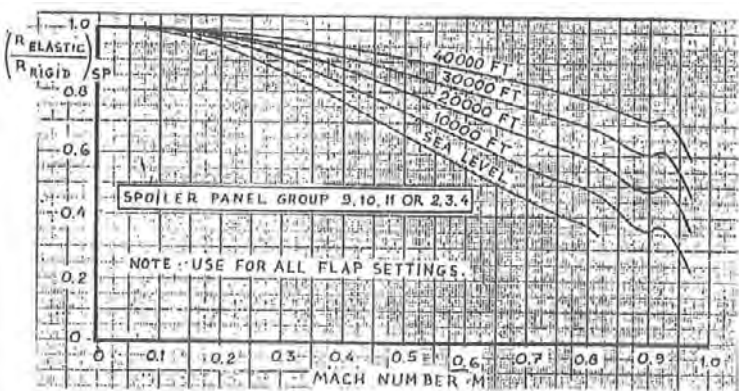 1.0
(R ELASTIC / R RIGID) SP
0.8
0.6
0.4
0.2
0
40000 FT.
30000 FT
20000 FT
10000 FT
SEA LEVEL
SPOILER PANEL GROUP 9, 10, 11 OR 2, 3, 4
NOTE: USE FOR ALL FLAP SETTINGS.
0 0.1 0.2 0.3 0.4 0.5 0.6 0.7 0.8 0.9 1.0
MACH NUMBER ~ M